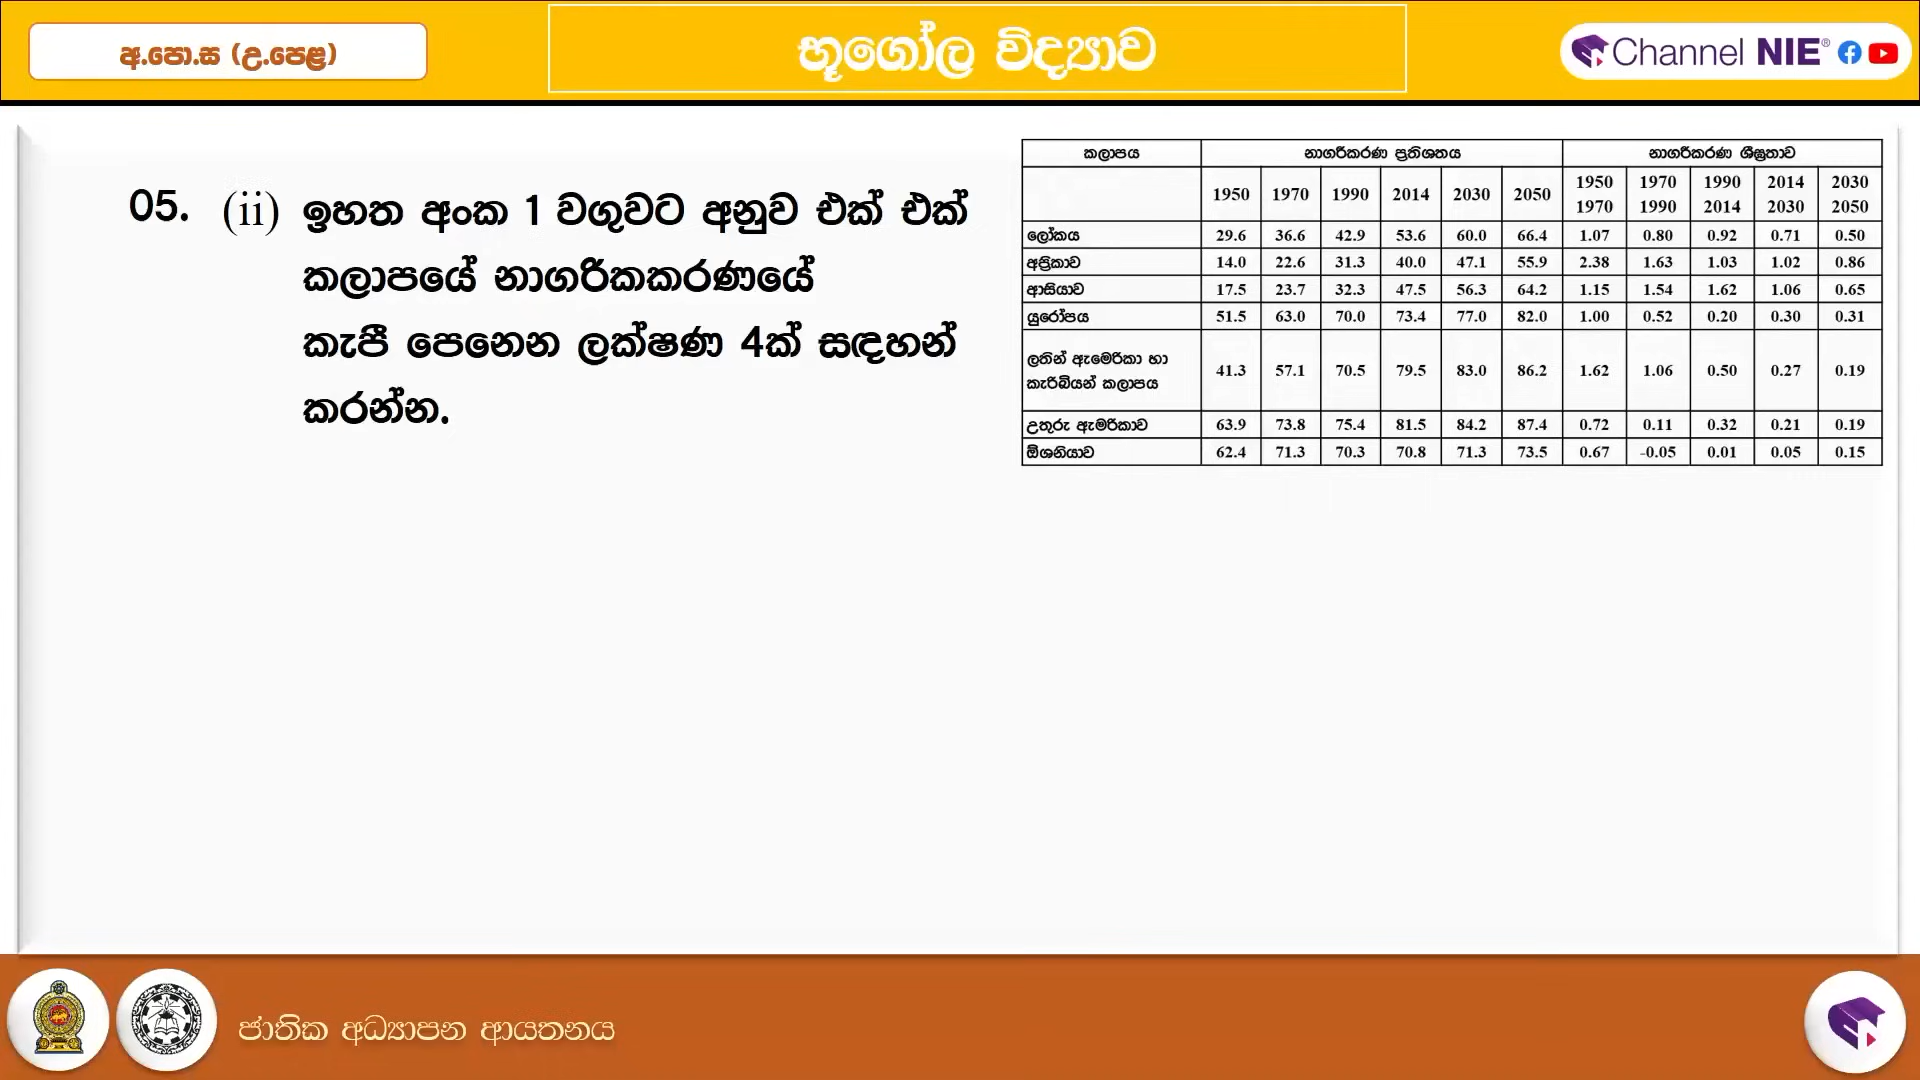 අ.පො.ස (උ.පෙළ)
භූගෝල විද්‍යාව
Channel NIE®
05. (ii) ඉහත අංක 1 වගුවට අනුව එක් එක්
කලාපයේ නාගරීකකරණයේ
කැපී පෙනෙන ලක්ෂණ 4ක් සඳහන්
කරන්න.
කලාපය නාගරීකරණ ප්‍රතිශතය නාගරීකරණ ශීඝ්‍රතාව
1950 1970 1990 2014 2030 2050 1950 1970 1990 2014 2030
1970 1990 2014 2030 2050
ලෝකය 29.6 36.6 42.9 53.6 60.0 66.4 1.07 0.80 0.92 0.71 0.50
අප්‍රිකාව 14.0 22.6 31.3 40.0 47.1 55.9 2.38 1.63 1.03 1.02 0.86
ආසියාව 17.5 23.7 32.3 47.5 56.3 64.2 1.15 1.54 1.62 1.06 0.65
යුරෝපය 51.5 63.0 70.0 73.4 77.0 82.0 1.00 0.52 0.20 0.30 0.31
ලතින් ඇමෙරිකා හා
කැරිබියන් කලාපය 41.3 57.1 70.5 79.5 83.0 86.2 1.62 1.06 0.50 0.27 0.19
උතුරු ඇමරිකාව 63.9 73.8 75.4 81.5 84.2 87.4 0.72 0.11 0.32 0.21 0.19
ඕශනියාව 62.4 71.3 70.3 70.8 71.3 73.5 0.67 -0.05 0.01 0.05 0.15
ජාතික අධ්‍යාපන ආයතනය